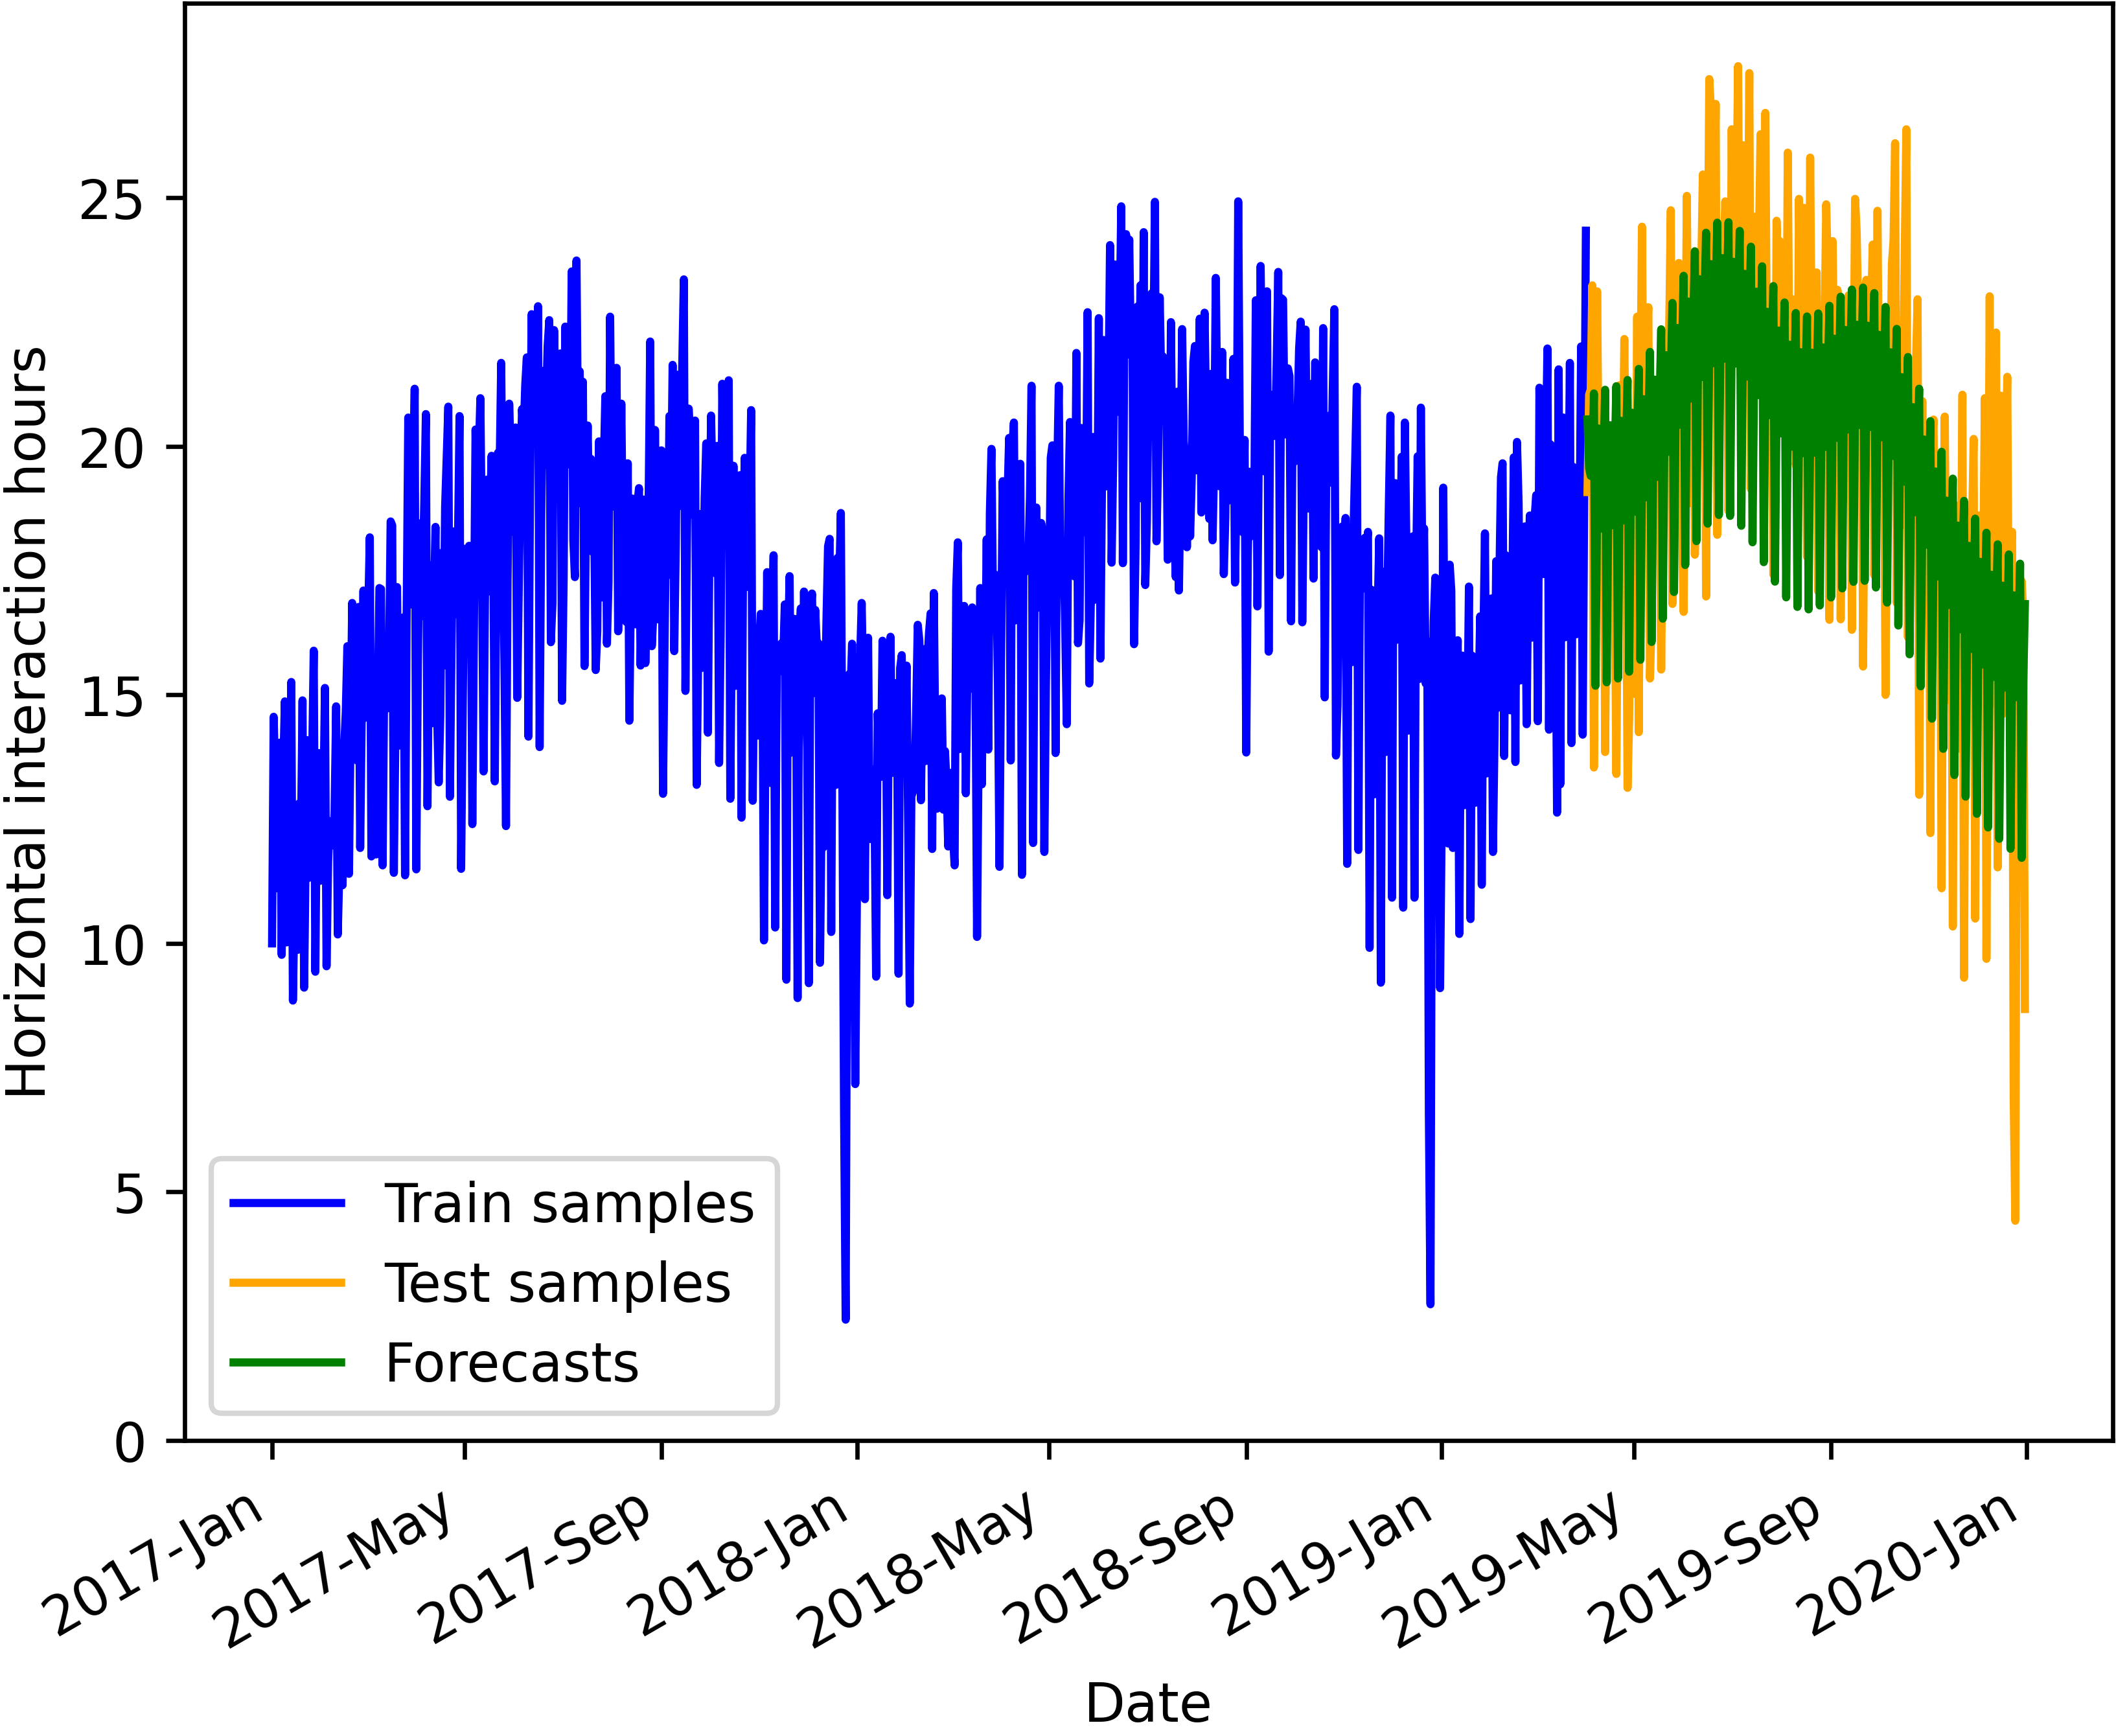 Horizontal interaction hours
25
20
15
10
5
0
Train samples
Test samples
Forecasts
2017-Jan
2017-May
2017-Sep
2018-Jan
2018-May
2018-Sep
2019-Jan
2019-May
2019-Sep
2020-Jan
Date